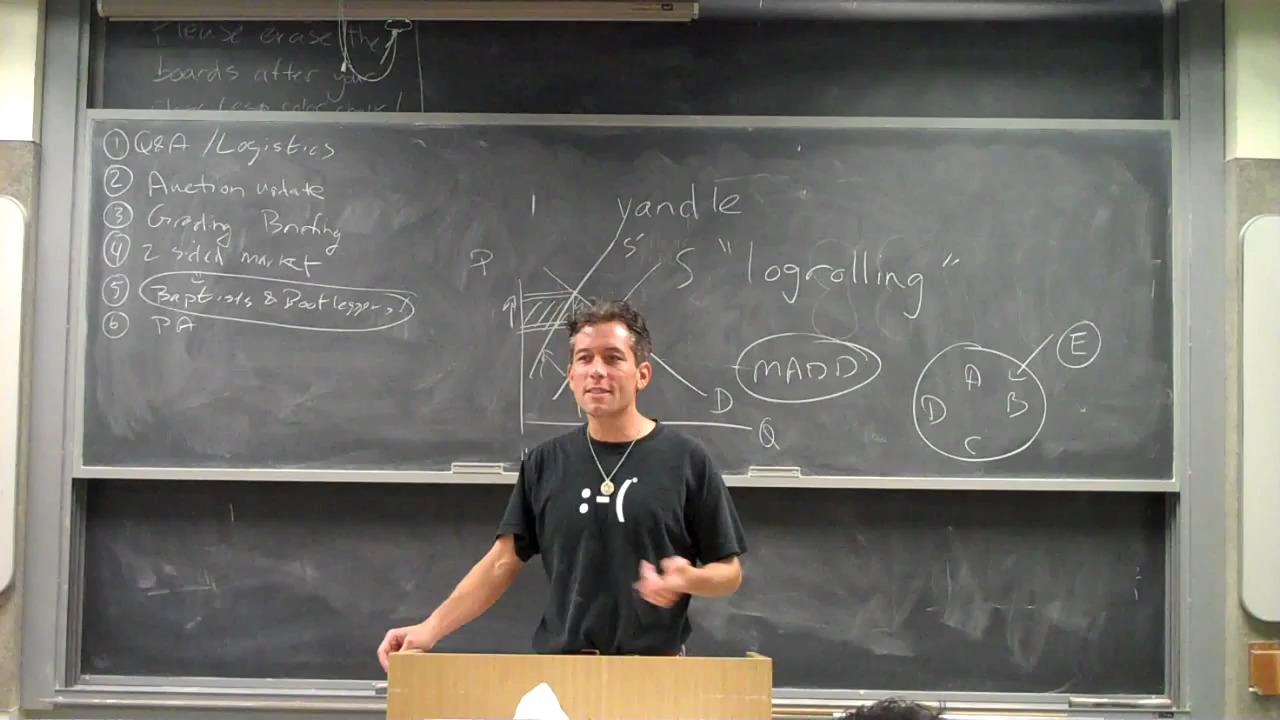 Please erase the
boards after your
① Q&A / Logistics
② Auction update
③ Grading Briefing
④ 2 sided market
⑤ Baptists & Bootleggers!
⑥ PA
yandle
S'
S
"logrolling"
P
MADD
D
Q
A
B
C
D
E
:-(